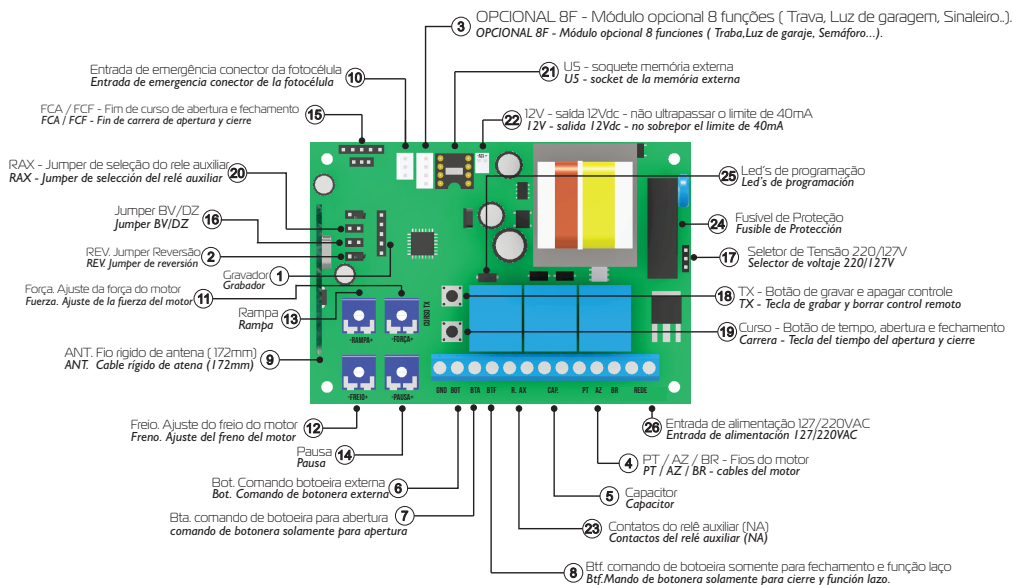 3 OPCIONAL 8F - Módulo opcional 8 funções ( Trava, Luz de garagem, Sinaleiro..).
OPCIONAL 8F - Módulo opcional 8 funciones ( Traba,Luz de garaje, Semáforo...).
Entrada de emergência conector da fotocélula 10
Entrada de emergencia conector de la fotocélula
21 U5 - soquete memória externa
U5 - socket de la memória externa
FCA / FCF - Fim de curso de abertura e fechamento 15
FCA / FCF - Fin de carrera de apertura y cierre
22 12V - saída 12Vdc - não ultrapassar o limite de 40mA
12V - salida 12Vdc - no sobrepor el limite de 40mA
RAX - Jumper de seleção do rele auxiliar 20
RAX - Jumper de selección del relé auxiliar
25 Led's de programação
Led's de programación
Jumper BV/DZ 16
Jumper BV/DZ
24 Fusível de Proteção
Fusible de Protección
REV. Jumper Reversão 2
REV. Jumper de reversión
17 Seletor de Tensão 220/127V
Selector de voltaje 220/127V
Gravador 1
Grabador
Força. Ajuste da força do motor 11
Fuerza. Ajuste de la fuerza del motor
18 TX - Botão de gravar e apagar controle
TX - Tecla de grabar y borrar control remoto
Rampa 13
Rampa
19 Curso - Botão de tempo, abertura e fechamento
Carrera - Tecla del tiempo del apertura y cierre
ANT. Fio rigido de antena (172mm) 9
ANT. Cable rígido de atena (172mm)
CURSO TX
-RAMPA+ -FORÇA+
-FREIO+ -PAUSA+
GND BOT BTA BTF R. AX CAP. PT AZ BR REDE
Freio. Ajuste do freio do motor 12
Freno. Ajuste del freno del motor
26 Entrada de alimentação 127/220VAC
Entrada de alimentación 127/220VAC
Pausa 14
Pausa
4 PT / AZ / BR - Fios do motor
PT / AZ / BR - cables del motor
Bot. Comando botoeira externa 6
Bot. Comando de botonera externa
5 Capacitor
Capacitor
Bta. comando de botoeira para abertura 7
comando de botonera solamente para apertura
23 Contatos do relê auxiliar (NA)
Contactos del relé auxiliar (NA)
8 Btf. comando de botoeira somente para fechamento e função laço
Btf.Mando de botonera solamente para cierre y función lazo.